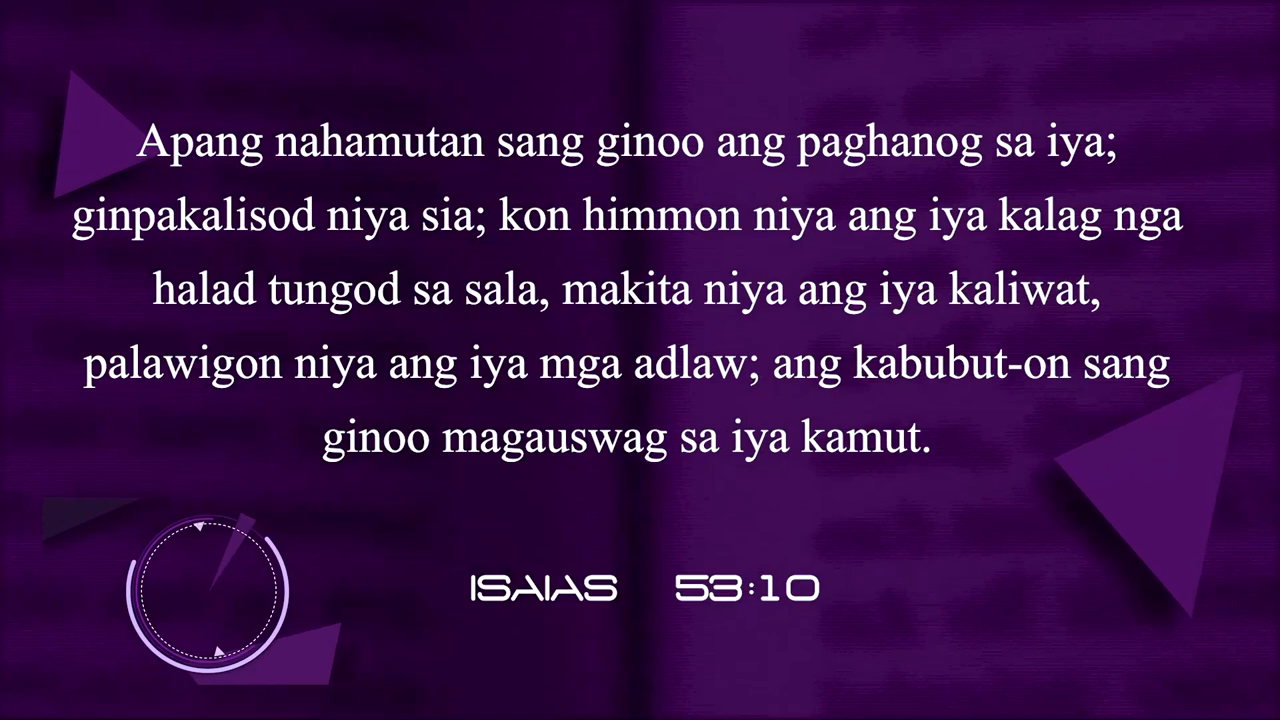 Apang nahamutan sang ginoo ang paghanog sa iya;
ginpakalisod niya sia; kon himmon niya ang iya kalag nga
halad tungod sa sala, makita niya ang iya kaliwat,
palawigon niya ang iya mga adlaw; ang kabubut-on sang
ginoo magauswag sa iya kamut.
ISAIAS 53:10